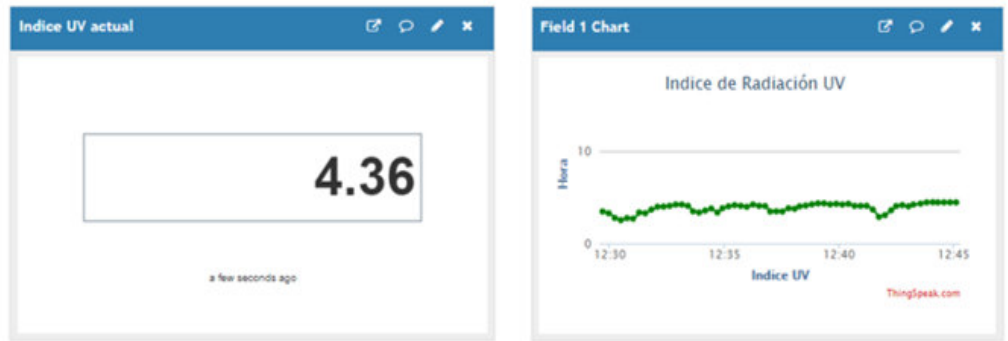 Indice UV actual
4.36
a few seconds ago
Field 1 Chart
Indice de Radiación UV
Hora
10
0
12:30 12:35 12:40 12:45
Indice UV
ThingSpeak.com